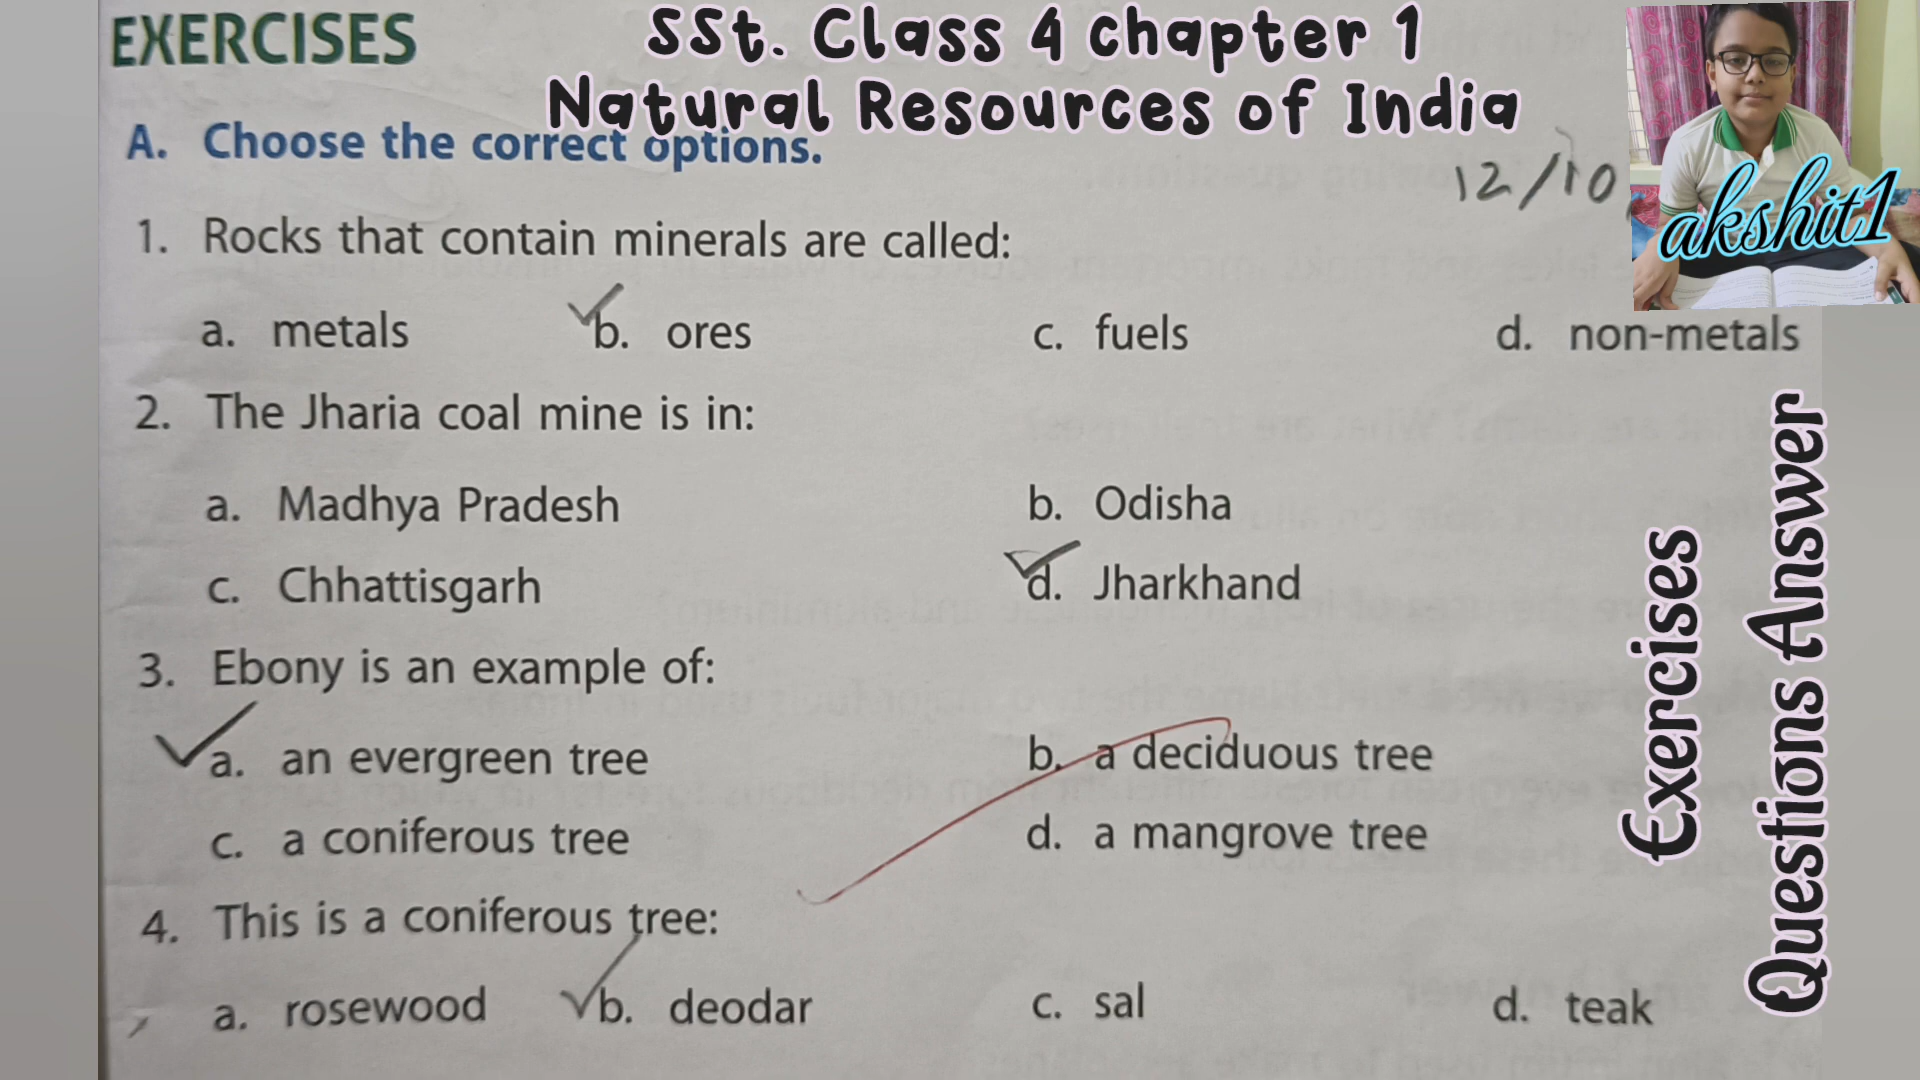 EXERCISES
SSt. Class 4 chapter 1
Natural Resources of India
A. Choose the correct options.
12/10
akshit1
1. Rocks that contain minerals are called:
a. metals b. ores c. fuels d. non-metals
2. The Jharia coal mine is in:
a. Madhya Pradesh b. Odisha
c. Chhattisgarh d. Jharkhand
3. Ebony is an example of:
a. an evergreen tree b. a deciduous tree
c. a coniferous tree d. a mangrove tree
4. This is a coniferous tree:
a. rosewood b. deodar c. sal d. teak
Exercises
Questions Answer